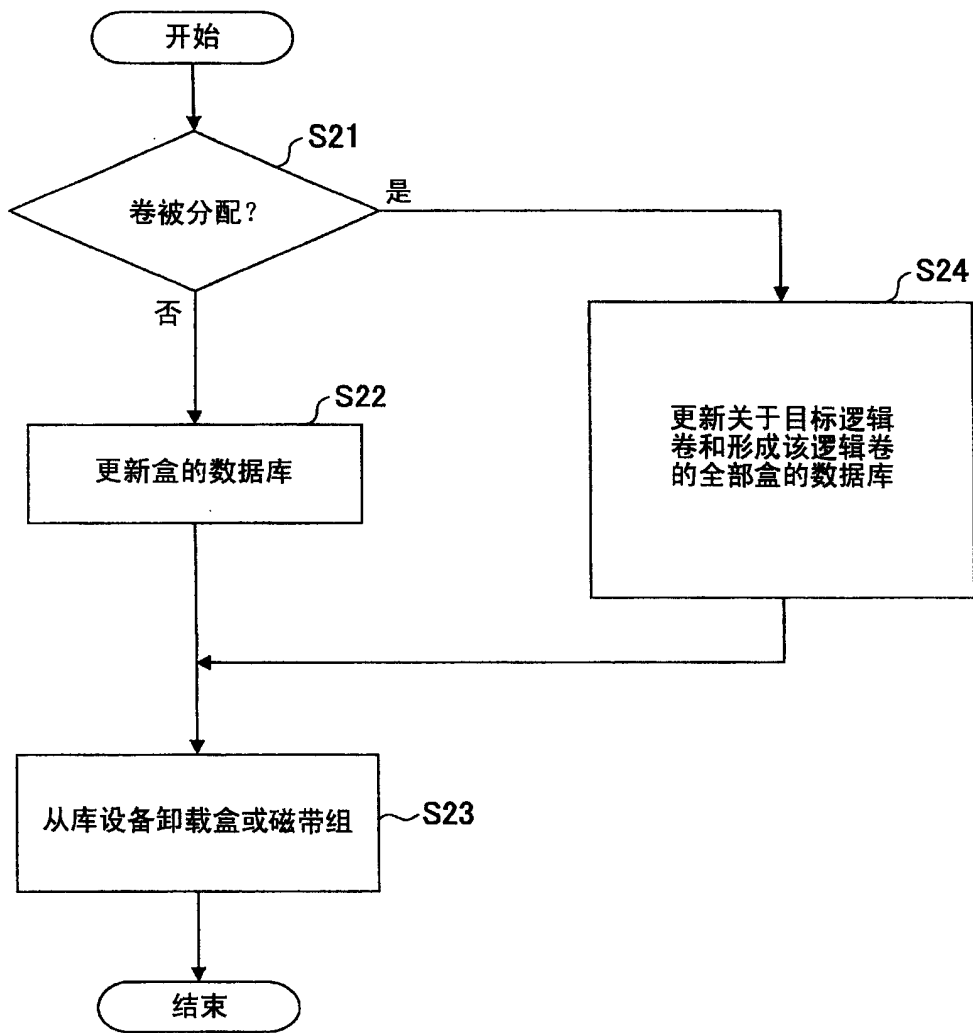 开始
S21
卷被分配?
是
否
S24
S22
更新关于目标逻辑
卷和形成该逻辑卷
的全部盒的数据库
更新盒的数据库
从库设备卸载盒或磁带组
S23
结束